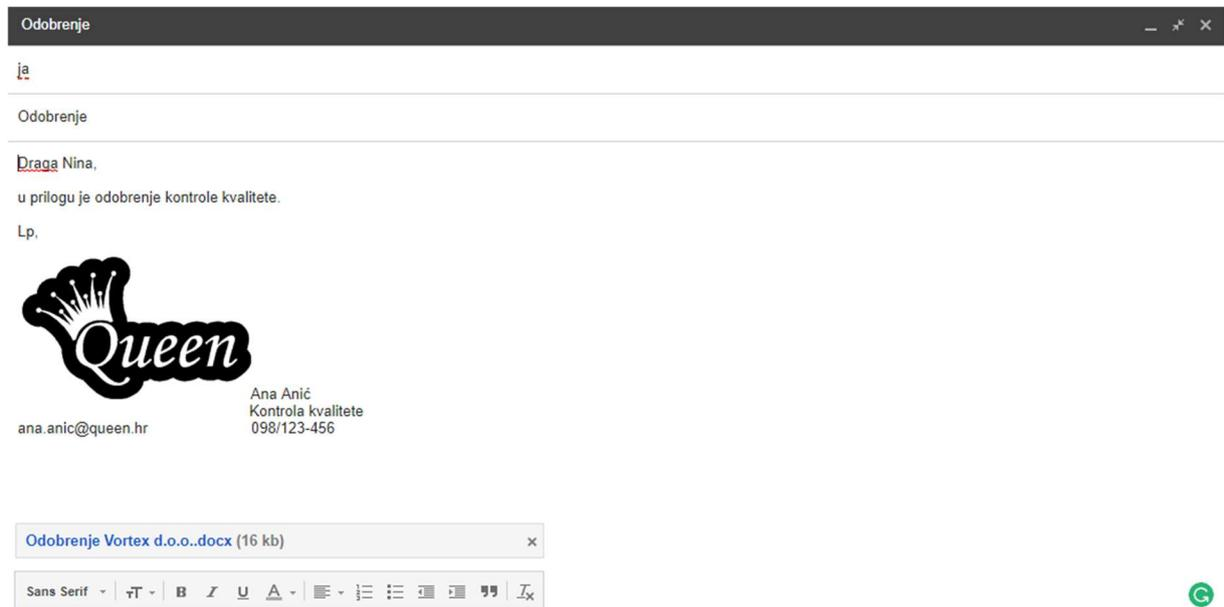 Odobrenje
ja
Odobrenje
Draga Nina,
u prilogu je odobrenje kontrole kvalitete.
Lp,
Queen
Ana Anić
Kontrola kvalitete
ana.anic@queen.hr 098/123-456
Odobrenje Vortex d.o.o..docx (16 kb)
Sans Serif